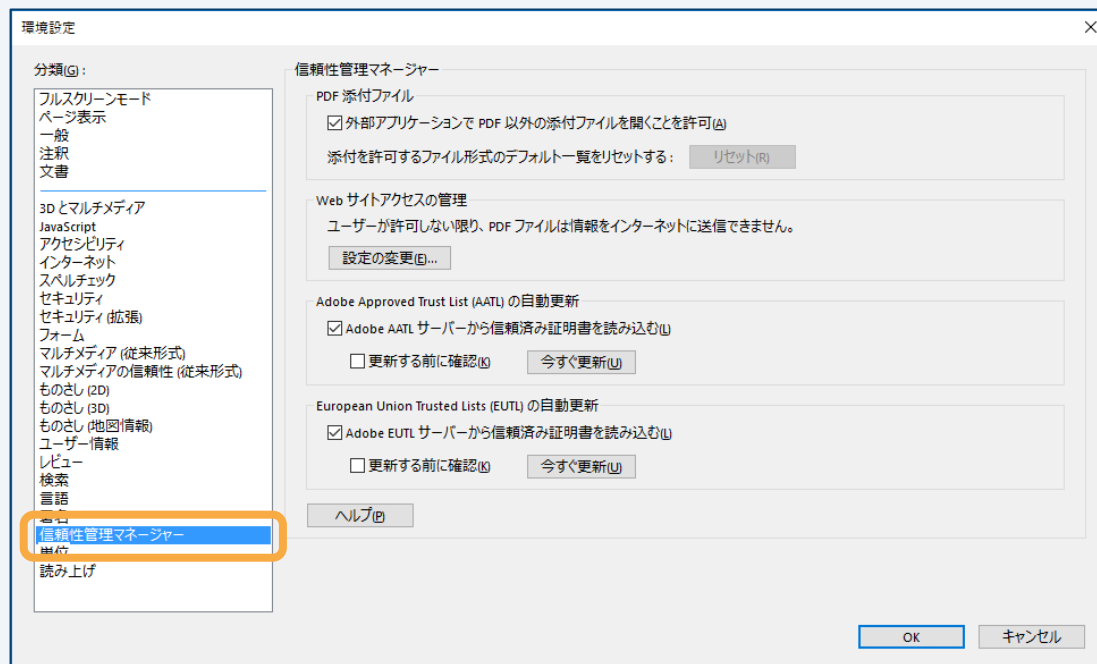 環境設定
分類(G):
フルスクリーンモード
ページ表示
一般
注釈
文書
3D とマルチメディア
JavaScript
アクセシビリティ
インターネット
スペルチェック
セキュリティ
セキュリティ (拡張)
フォーム
マルチメディア (従来形式)
マルチメディアの信頼性 (従来形式)
ものさし (2D)
ものさし (3D)
ものさし (地図情報)
ユーザー情報
レビュー
検索
言語
署名
信頼性管理マネージャー
単位
読み上げ
信頼性管理マネージャー
PDF 添付ファイル
外部アプリケーションで PDF 以外の添付ファイルを開くことを許可(A)
添付を許可するファイル形式のデフォルト一覧をリセットする: リセット(R)
Web サイトアクセスの管理
ユーザーが許可しない限り、PDF ファイルは情報をインターネットに送信できません。
設定の変更(E)...
Adobe Approved Trust List (AATL) の自動更新
Adobe AATL サーバーから信頼済み証明書を読み込む(L)
更新する前に確認(K) 今すぐ更新(U)
European Union Trusted Lists (EUTL) の自動更新
Adobe EUTL サーバーから信頼済み証明書を読み込む(L)
更新する前に確認(K) 今すぐ更新(U)
ヘルプ(P)
OK キャンセル